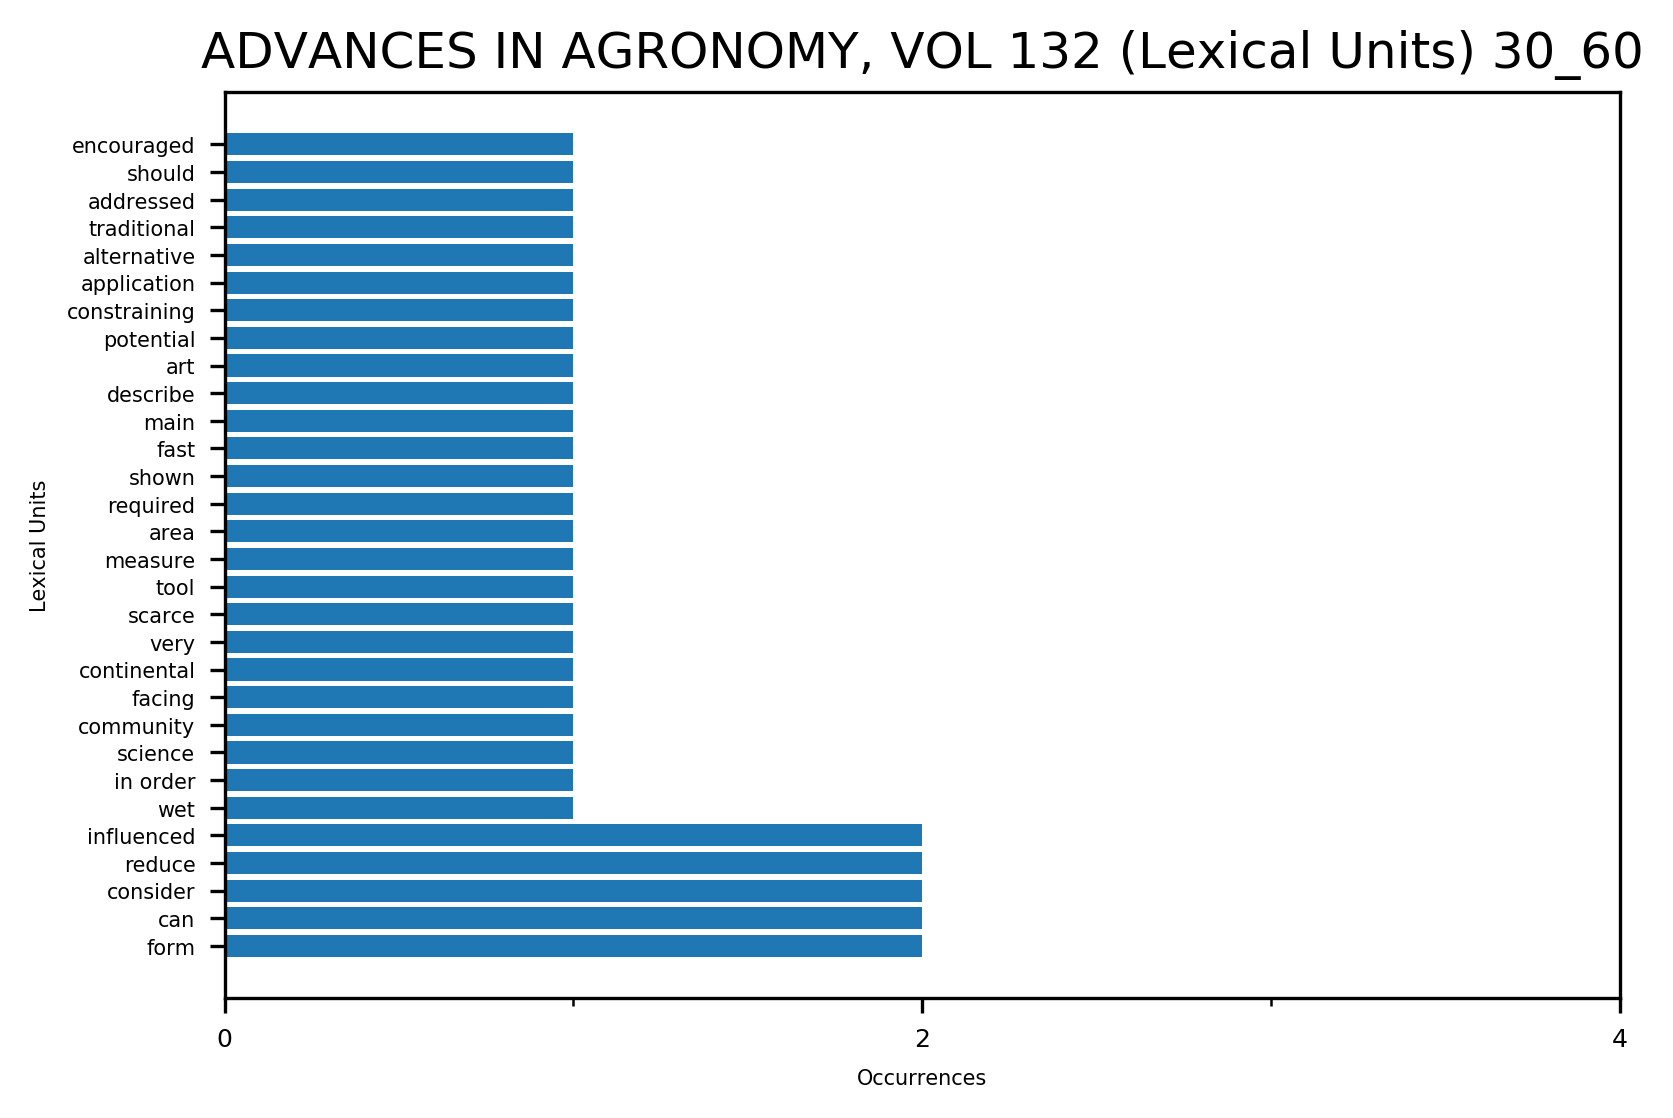 ADVANCES IN AGRONOMY, VOL 132 (Lexical Units) 30_60
encouraged
should
addressed
traditional
alternative
application
constraining
potential
art
describe
main
fast
shown
required
area
measure
tool
scarce
very
continental
facing
community
science
in order
wet
influenced
reduce
consider
can
form
Lexical Units
0 2 4
Occurrences